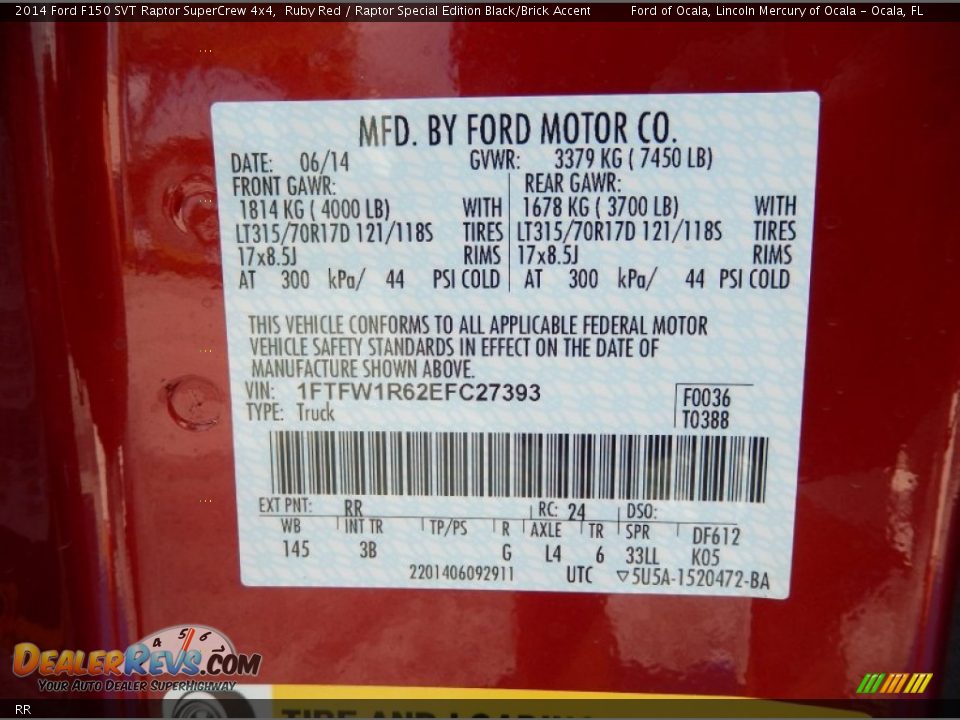 2014 Ford F150 SVT Raptor SuperCrew 4x4, Ruby Red / Raptor Special Edition Black/Brick Accent Ford of Ocala, Lincoln Mercury of Ocala - Ocala, FL
MFD. BY FORD MOTOR CO.
DATE: 06/14 GVWR: 3379 KG ( 7450 LB)
FRONT GAWR: REAR GAWR:
1814 KG ( 4000 LB) WITH 1678 KG ( 3700 LB) WITH
LT315/70R17D 121/118S TIRES LT315/70R17D 121/118S TIRES
17x8.5J RIMS 17x8.5J RIMS
AT 300 kPa/ 44 PSI COLD AT 300 kPa/ 44 PSI COLD
THIS VEHICLE CONFORMS TO ALL APPLICABLE FEDERAL MOTOR
VEHICLE SAFETY STANDARDS IN EFFECT ON THE DATE OF
MANUFACTURE SHOWN ABOVE.
VIN: 1FTFW1R62EFC27393
TYPE: Truck
F0036
T0388
EXT PNT: RR RC: 24 DSO:
WB INT TR TP/PS R AXLE TR SPR DF612
145 3B G L4 6 33LL K05
2201406092911 UTC ▽5U5A-1520472-BA
4 5 6
DEALERREVS.COM
YOUR AUTO DEALER SUPERHIGHWAY
TIRE AND LOADING
RR